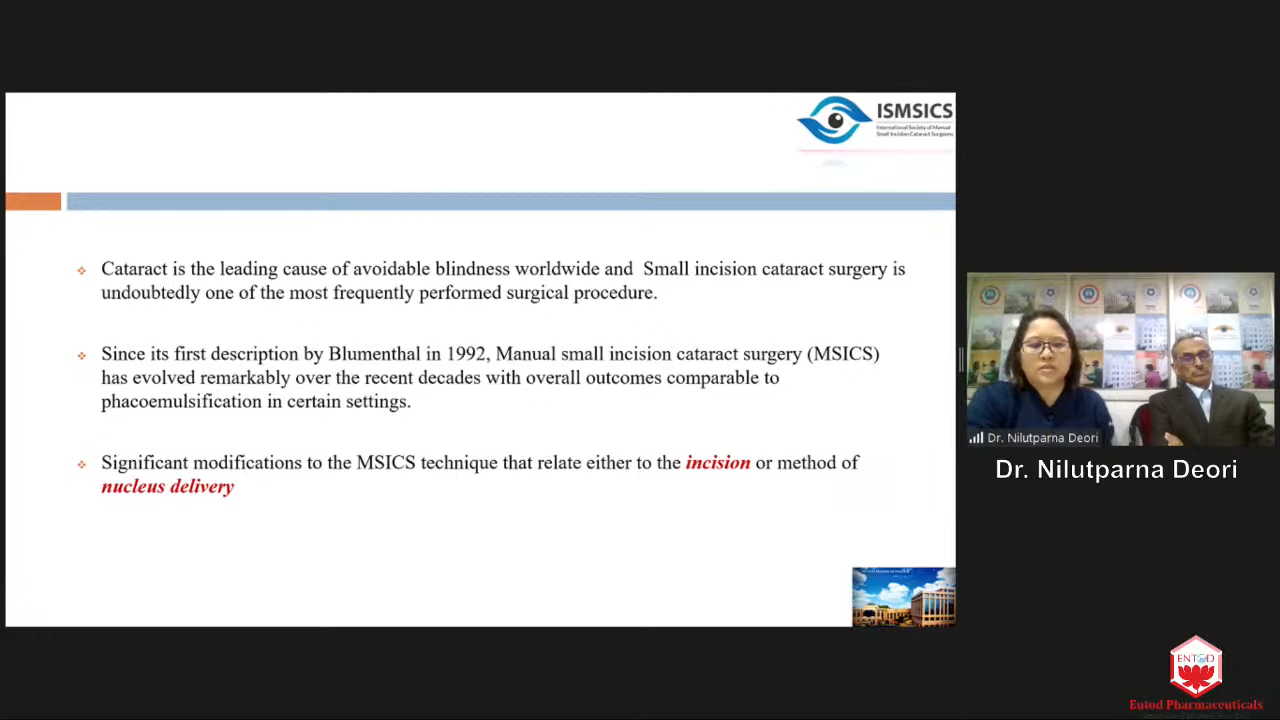 ISMSICS
International Society of Manual
Small Incision Cataract Surgeons
❖ Cataract is the leading cause of avoidable blindness worldwide and Small incision cataract surgery is
undoubtedly one of the most frequently performed surgical procedure.
❖ Since its first description by Blumenthal in 1992, Manual small incision cataract surgery (MSICS)
has evolved remarkably over the recent decades with overall outcomes comparable to
phacoemulsification in certain settings.
❖ Significant modifications to the MSICS technique that relate either to the incision or method of
nucleus delivery
Dr. Nilutparna Deori
Dr. Nilutparna Deori
ENTOD
Entod Pharmaceuticals